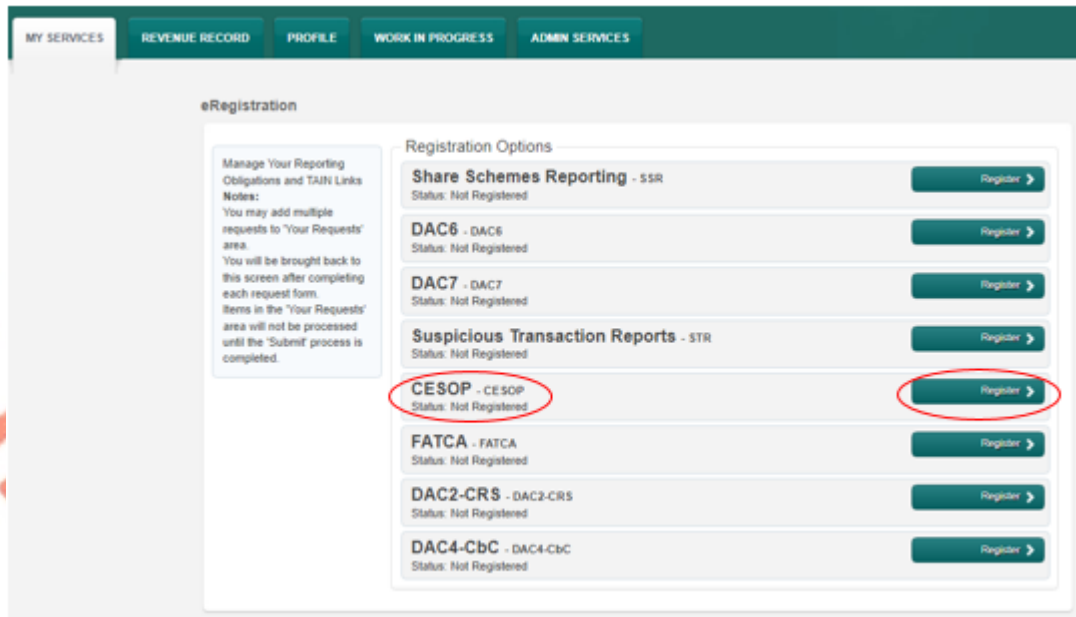 MY SERVICES REVENUE RECORD PROFILE WORK IN PROGRESS ADMIN SERVICES
eRegistration
Manage Your Reporting
Obligations and TAIN Links
Notes:
You may add multiple
requests to 'Your Requests'
area.
You will be brought back to
this screen after completing
each request form.
Items in the 'Your Requests'
area will not be processed
until the 'Submit' process is
completed.
Registration Options
Share Schemes Reporting - SSR
Status: Not Registered
Register
DAC6 - DAC6
Status: Not Registered
Register
DAC7 - DAC7
Status: Not Registered
Register
Suspicious Transaction Reports - STR
Status: Not Registered
Register
CESOP - CESOP
Status: Not Registered
Register
FATCA - FATCA
Status: Not Registered
Register
DAC2-CRS - DAC2-CRS
Status: Not Registered
Register
DAC4-CbC - DAC4-CbC
Status: Not Registered
Register